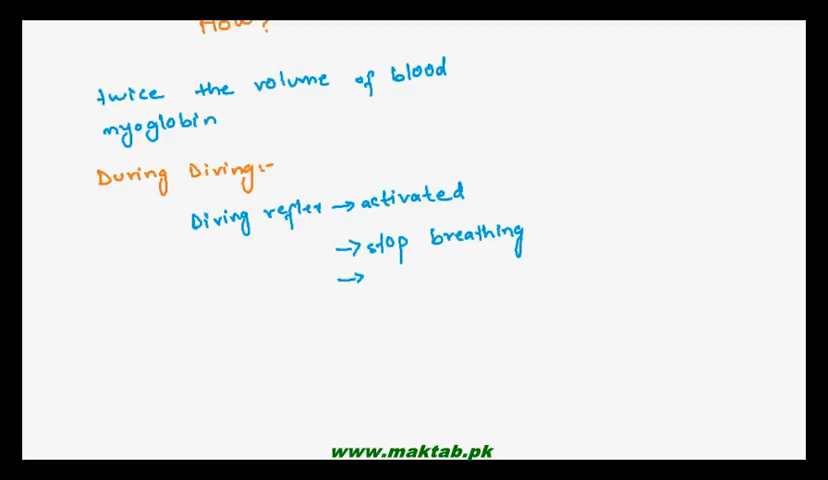 How?
twice the volume of blood
myoglobin
During Diving:-
Diving reflex → activated
→ stop breathing
→
www.maktab.pk